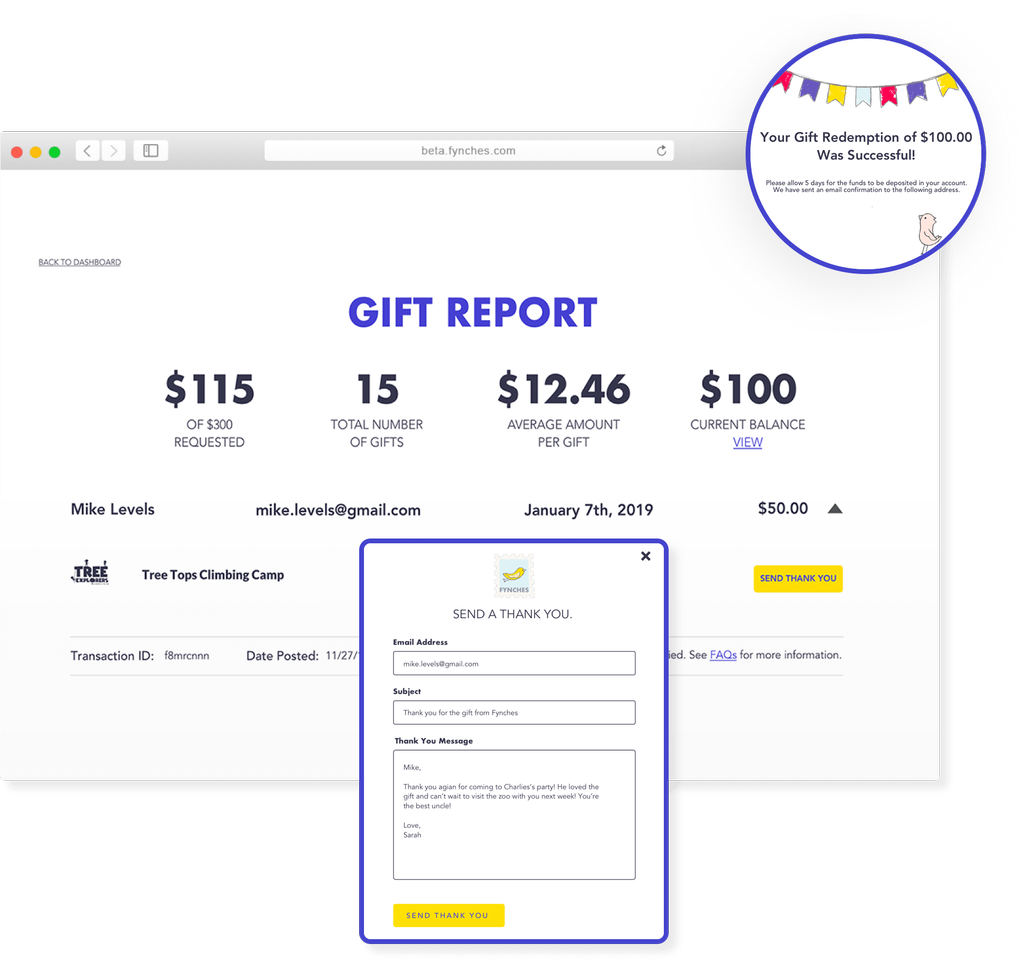 Your Gift Redemption of $100.00
Was Successful!
Please allow 5 days for the funds to be deposited in your account.
We have sent an email confirmation to the following address.
beta.fynches.com
BACK TO DASHBOARD
GIFT REPORT
$115
OF $300
REQUESTED
15
TOTAL NUMBER
OF GIFTS
$12.46
AVERAGE AMOUNT
PER GIFT
$100
CURRENT BALANCE
VIEW
Mike Levels mike.levels@gmail.com January 7th, 2019 $50.00
TREE
EXPLORERS
Tree Tops Climbing Camp
SEND THANK YOU
Transaction ID: f8mrcnnn Date Posted: 11/27/ ied. See FAQs for more information.
FYNCHES
SEND A THANK YOU.
Email Address
mike.levels@gmail.com
Subject
Thank you for the gift from Fynches
Thank You Message
Mike,
Thank you agian for coming to Charlies's party! He loved the
gift and can't wait to visit the zoo with you next week! You're
the best uncle!
Love,
Sarah
SEND THANK YOU